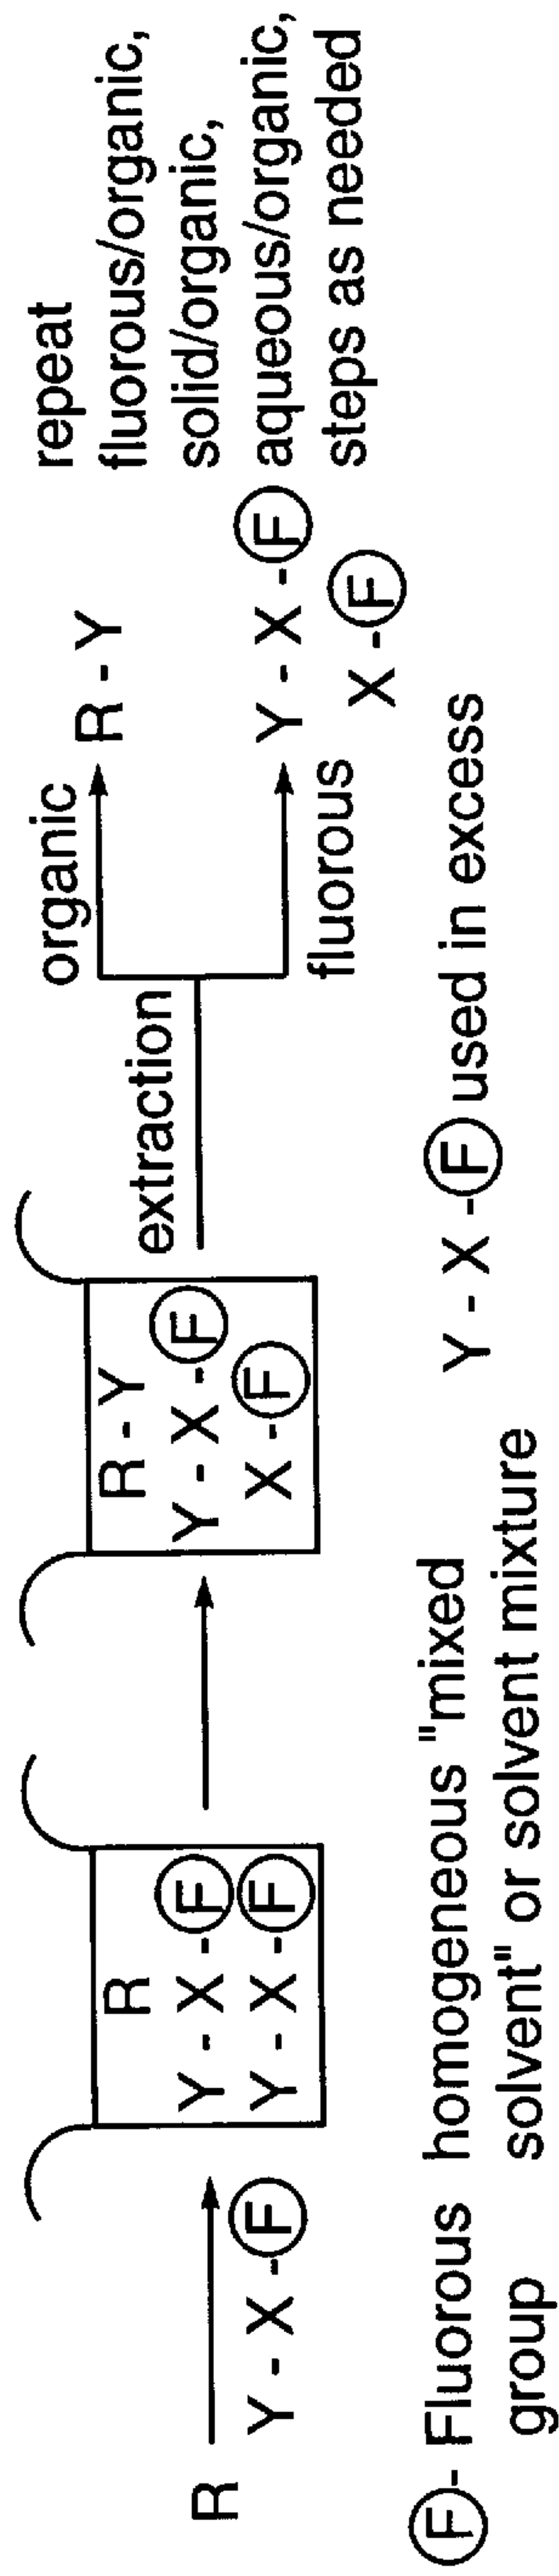 R
Y - X - Ⓕ
R
Y - X - Ⓕ
Y - X - Ⓕ
R - Y
Y - X - Ⓕ
X - Ⓕ
extraction
organic
R - Y
fluorous
Y - X - Ⓕ
X - Ⓕ
repeat
fluorous/organic,
solid/organic,
aqueous/organic,
steps as needed
Ⓕ- Fluorous
group
homogeneous "mixed
solvent" or solvent mixture
Y - X - Ⓕ used in excess